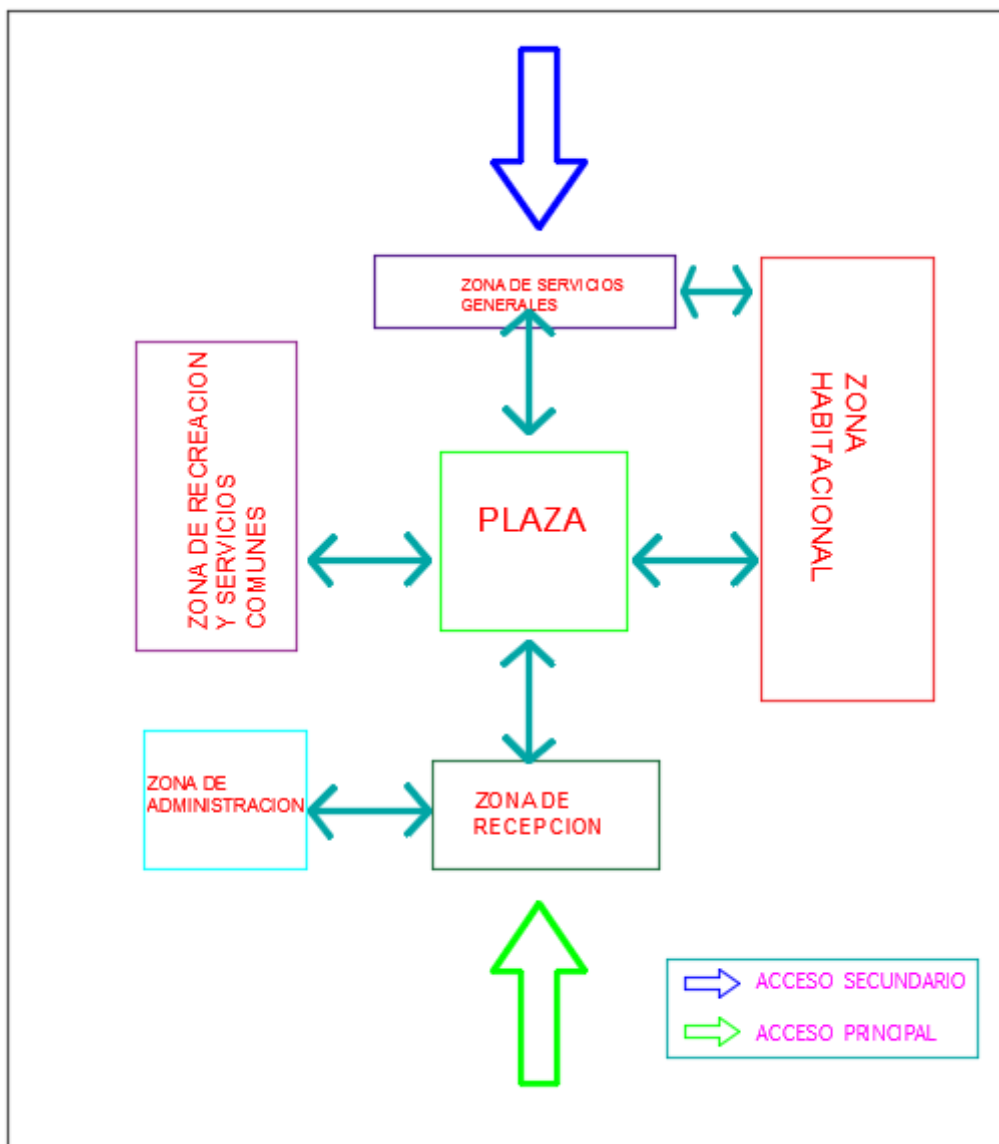 ZONA DE SERVICIOS
GENERALES
ZONA DE RECREACION
Y SERVICIOS
COMUNES
ZONA
HABITACIONAL
PLAZA
ZONA DE
ADMINISTRACION
ZONA DE
RECEPCION
ACCESO SECUNDARIO
ACCESO PRINCIPAL